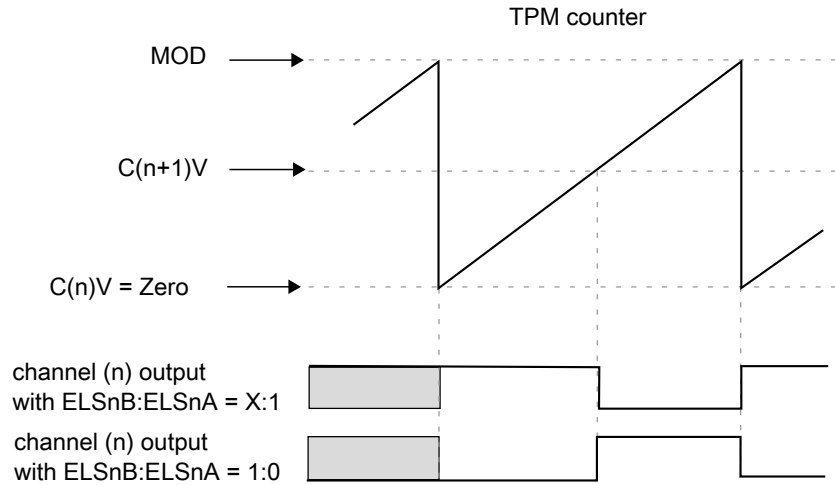 TPM counter
MOD
C(n+1)V
C(n)V = Zero
channel (n) output
with ELSnB:ELSnA = X:1
channel (n) output
with ELSnB:ELSnA = 1:0